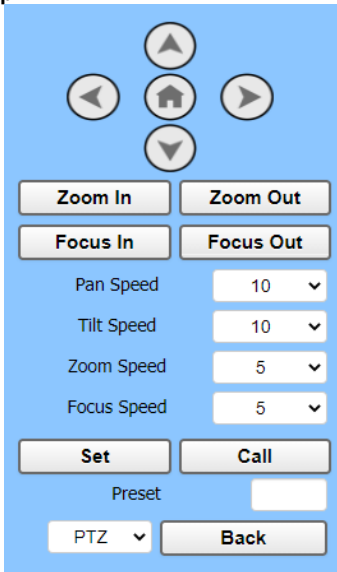 Zoom In Zoom Out
Focus In Focus Out
Pan Speed 10
Tilt Speed 10
Zoom Speed 5
Focus Speed 5
Set Call
Preset
PTZ Back